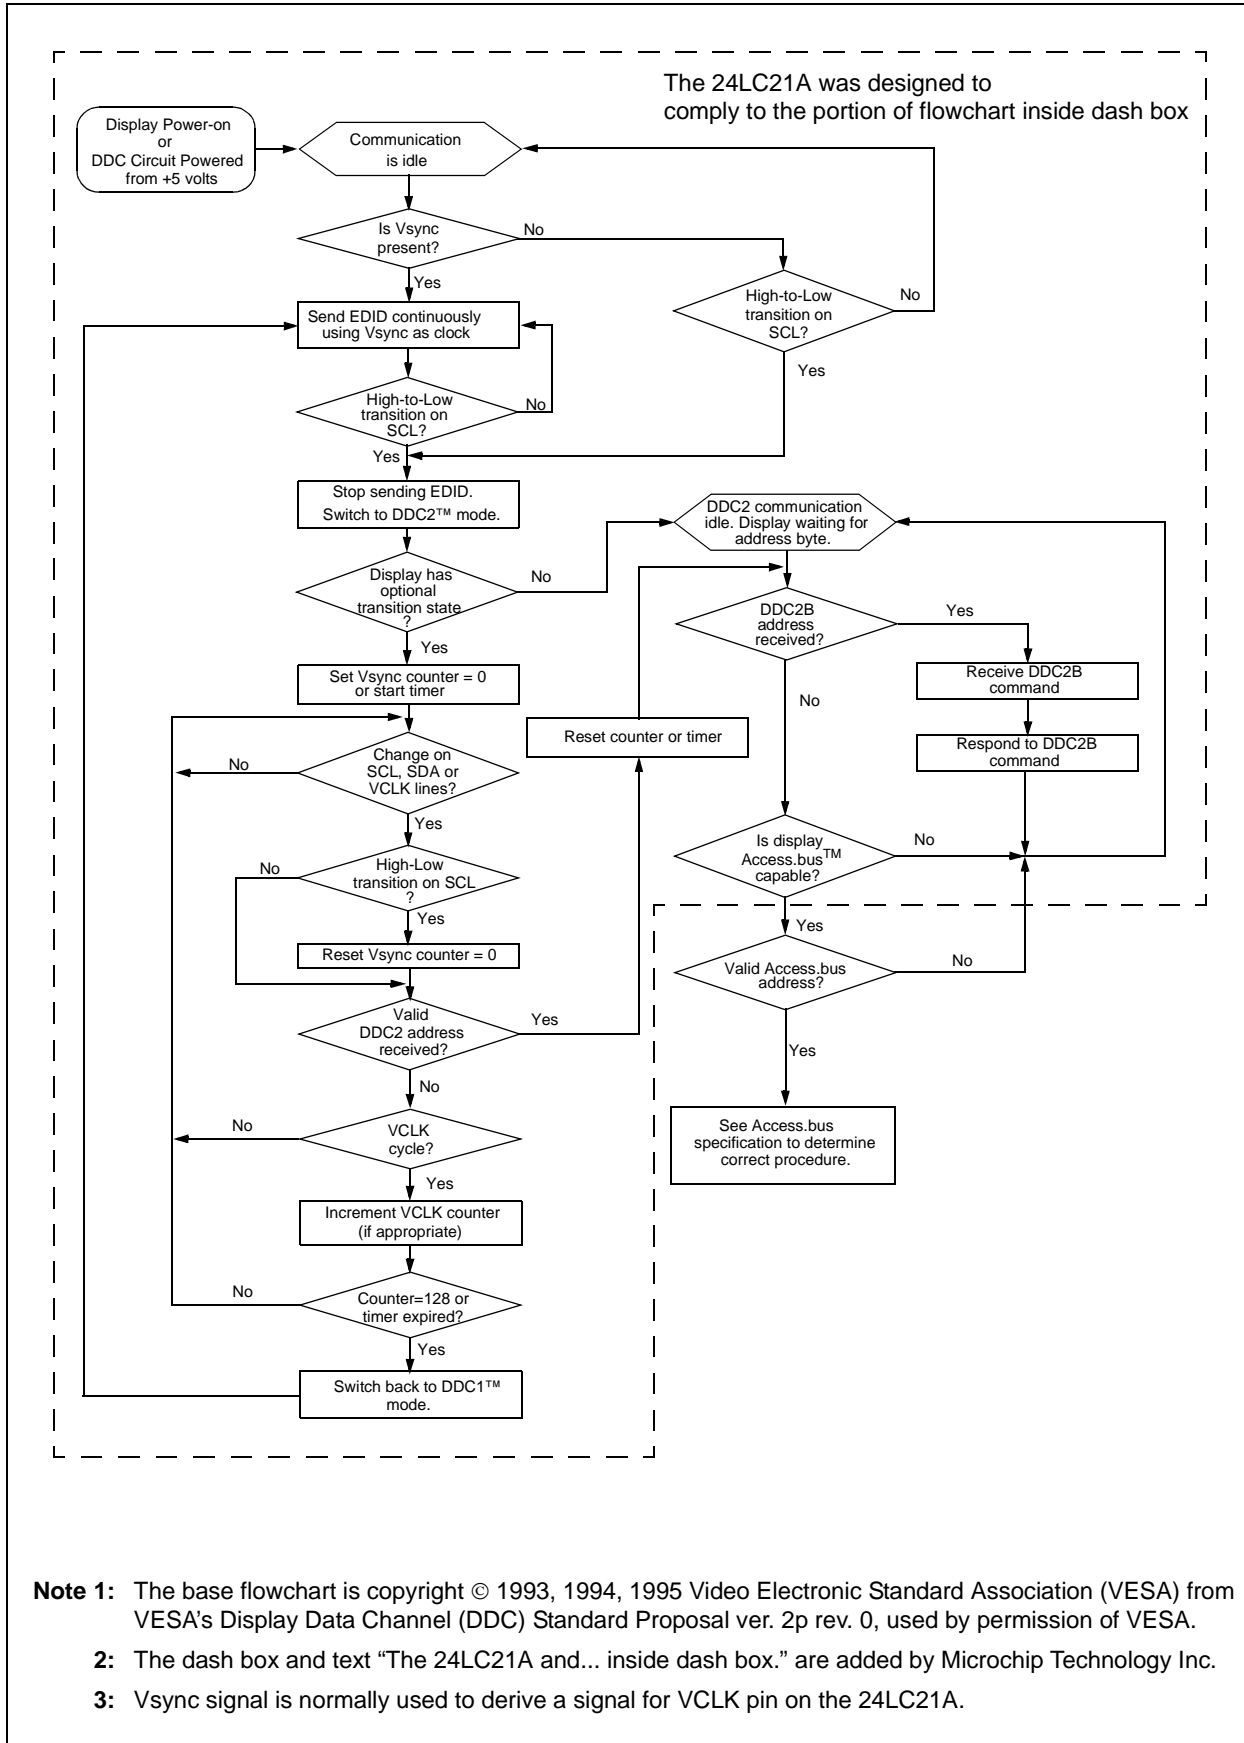 The 24LC21A was designed to
comply to the portion of flowchart inside dash box
Display Power-on
or
DDC Circuit Powered
from +5 volts
Communication
is idle
Is Vsync
present?
No
Yes
High-to-Low
transition on
SCL?
No
Yes
Send EDID continuously
using Vsync as clock
High-to-Low
transition on
SCL?
No
Yes
Stop sending EDID.
Switch to DDC2™ mode.
DDC2 communication
idle. Display waiting for
address byte.
Display has
optional
transition state
?
No
Yes
DDC2B
address
received?
Yes
No
Set Vsync counter = 0
or start timer
Receive DDC2B
command
Reset counter or timer
Respond to DDC2B
command
Change on
SCL, SDA or
VCLK lines?
No
Yes
Is display
Access.bus™
capable?
No
Yes
High-Low
transition on SCL
?
No
Yes
Reset Vsync counter = 0
Valid Access.bus
address?
No
Yes
Valid
DDC2 address
received?
Yes
No
VCLK
cycle?
No
Yes
See Access.bus
specification to determine
correct procedure.
Increment VCLK counter
(if appropriate)
Counter=128 or
timer expired?
No
Yes
Switch back to DDC1™
mode.
Note 1: The base flowchart is copyright © 1993, 1994, 1995 Video Electronic Standard Association (VESA) from
VESA's Display Data Channel (DDC) Standard Proposal ver. 2p rev. 0, used by permission of VESA.
2: The dash box and text “The 24LC21A and... inside dash box.” are added by Microchip Technology Inc.
3: Vsync signal is normally used to derive a signal for VCLK pin on the 24LC21A.